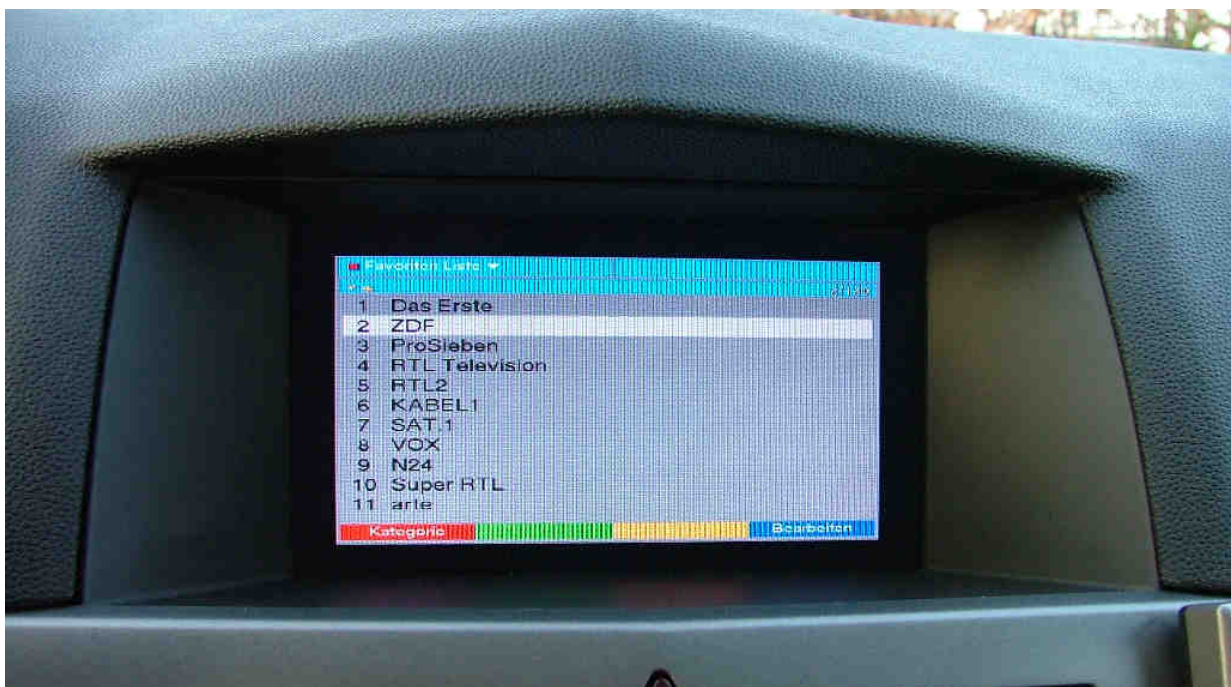 Favoriten Liste
1 Das Erste
2 ZDF
3 ProSieben
4 RTL Television
5 RTL2
6 KABEL1
7 SAT.1
8 VOX
9 N24
10 Super RTL
11 arte
Kategorie Bearbeiten